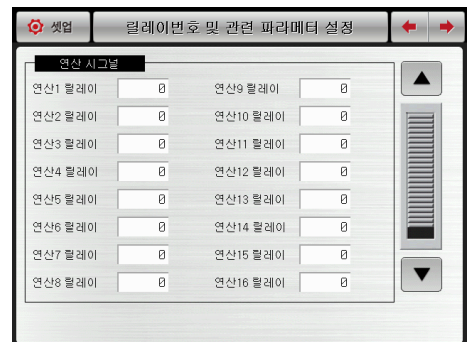 셋업 릴레이번호 및 관련 파라메터 설정
연산 시그널
연산1 릴레이 0 연산9 릴레이 0
연산2 릴레이 0 연산10 릴레이 0
연산3 릴레이 0 연산11 릴레이 0
연산4 릴레이 0 연산12 릴레이 0
연산5 릴레이 0 연산13 릴레이 0
연산6 릴레이 0 연산14 릴레이 0
연산7 릴레이 0 연산15 릴레이 0
연산8 릴레이 0 연산16 릴레이 0